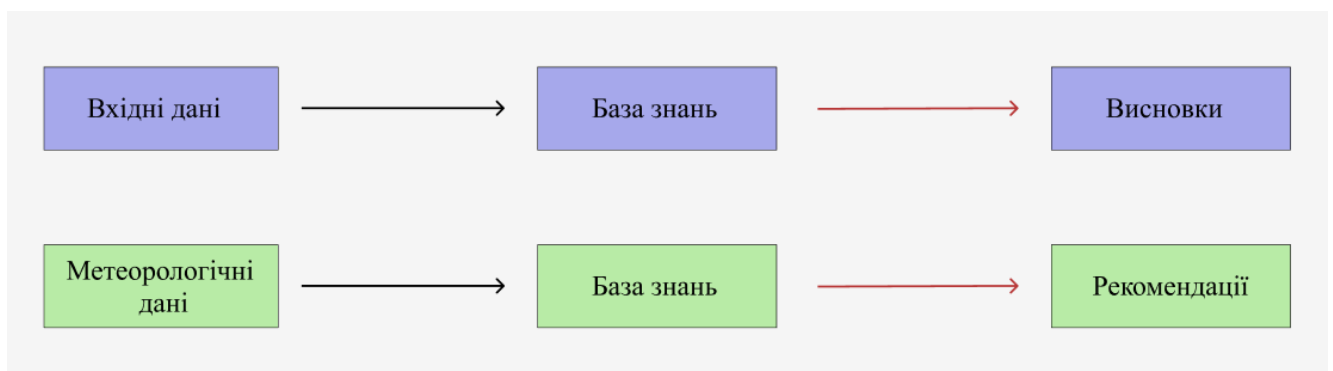 Вхідні дані
База знань
Висновки
Метеорологічні
дані
База знань
Рекомендації